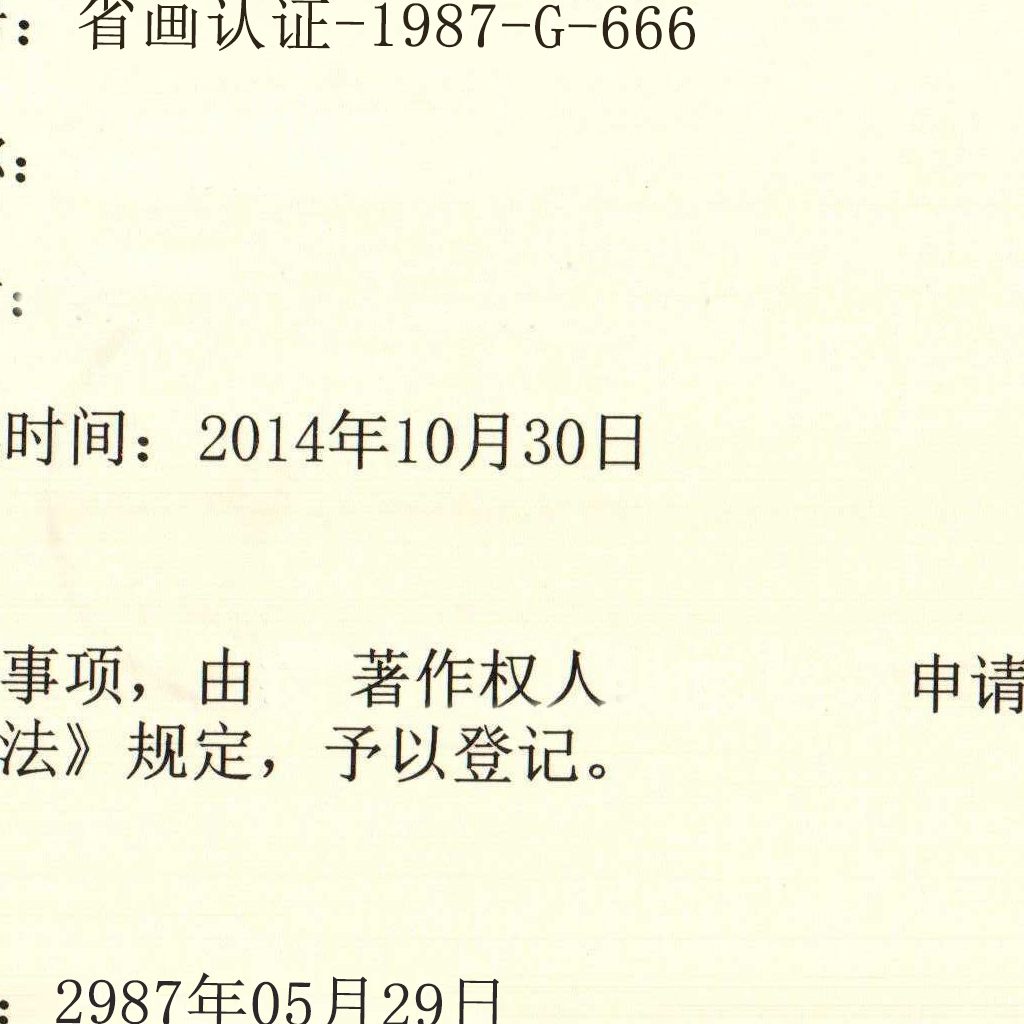 ：省画认证-1987-G-666
：
：
时间：2014年10月30日
事项，由 著作权人 申请
法》规定，予以登记。
：2987年05月29日